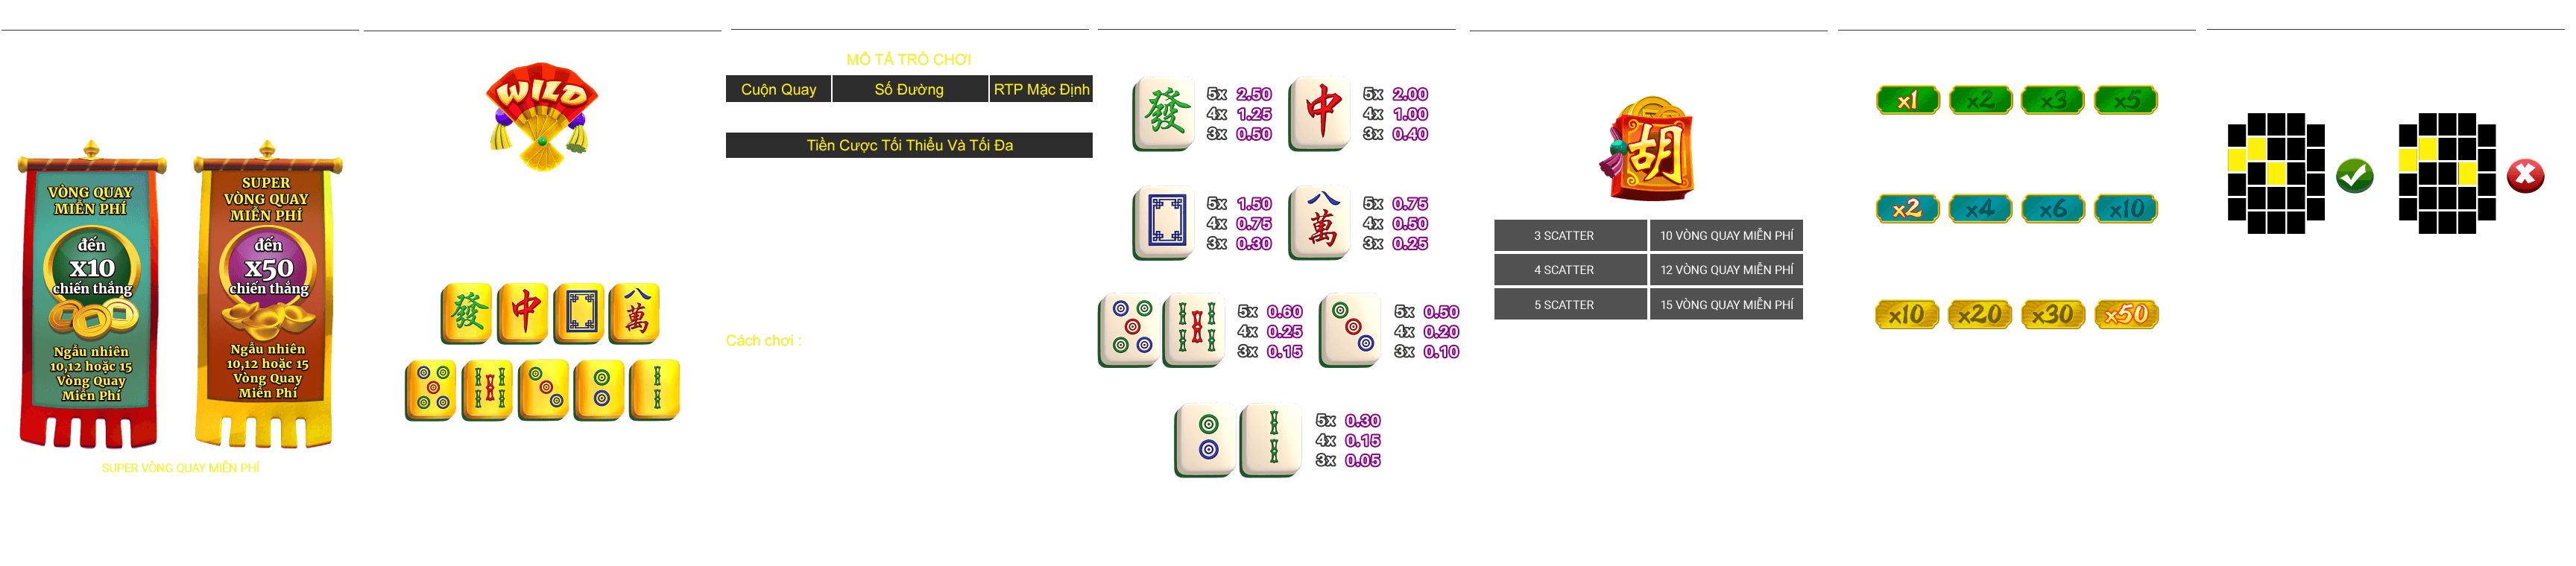 VÒNG QUAY
MIỄN PHÍ
đến
x10
chiến thắng
Ngẫu nhiên
10,12 hoặc 15
Vòng Quay
Miễn Phí
SUPER
VÒNG QUAY
MIỄN PHÍ
đến
x50
chiến thắng
Ngẫu nhiên
10,12 hoặc 15
Vòng Quay
Miễn Phí
SUPER VÒNG QUAY MIỄN PHÍ
WILD
發 中 八萬
MÔ TẢ TRÒ CHƠI
Cuộn Quay Số Đường RTP Mặc Định
Tiền Cược Tối Thiểu Và Tối Đa
Cách chơi :
發
5x 2.50
4x 1.25
3x 0.50
中
5x 2.00
4x 1.00
3x 0.40
5x 1.50
4x 0.75
3x 0.30
八萬
5x 0.75
4x 0.50
3x 0.25
5x 0.60
4x 0.25
3x 0.15
5x 0.50
4x 0.20
3x 0.10
5x 0.30
4x 0.15
3x 0.05
胡
3 SCATTER 10 VÒNG QUAY MIỄN PHÍ
4 SCATTER 12 VÒNG QUAY MIỄN PHÍ
5 SCATTER 15 VÒNG QUAY MIỄN PHÍ
x1 x2 x3 x5
x2 x4 x6 x10
x10 x20 x30 x50